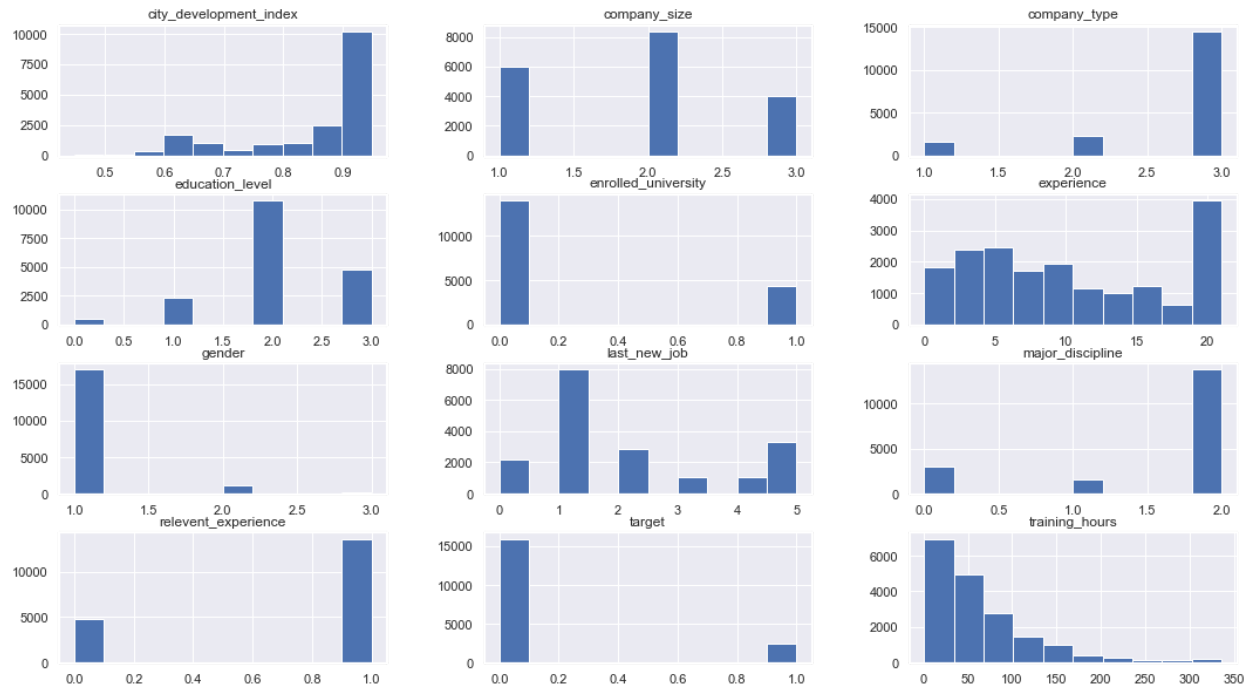 city_development_index
10000
7500
5000
2500
0
0.5 0.6 0.7 0.8 0.9
company_size
8000
6000
4000
2000
0
1.0 1.5 2.0 2.5 3.0
company_type
15000
10000
5000
0
1.0 1.5 2.0 2.5 3.0
education_level
10000
7500
5000
2500
0
0.0 0.5 1.0 1.5 2.0 2.5 3.0
enrolled_university
10000
5000
0
0.0 0.2 0.4 0.6 0.8 1.0
experience
4000
3000
2000
1000
0
0 5 10 15 20
gender
15000
10000
5000
0
1.0 1.5 2.0 2.5 3.0
last_new_job
8000
6000
4000
2000
0
0 1 2 3 4 5
major_discipline
10000
5000
0
0.0 0.5 1.0 1.5 2.0
relevent_experience
10000
5000
0
0.0 0.2 0.4 0.6 0.8 1.0
target
15000
10000
5000
0
0.0 0.2 0.4 0.6 0.8 1.0
training_hours
6000
4000
2000
0
0 50 100 150 200 250 300 350